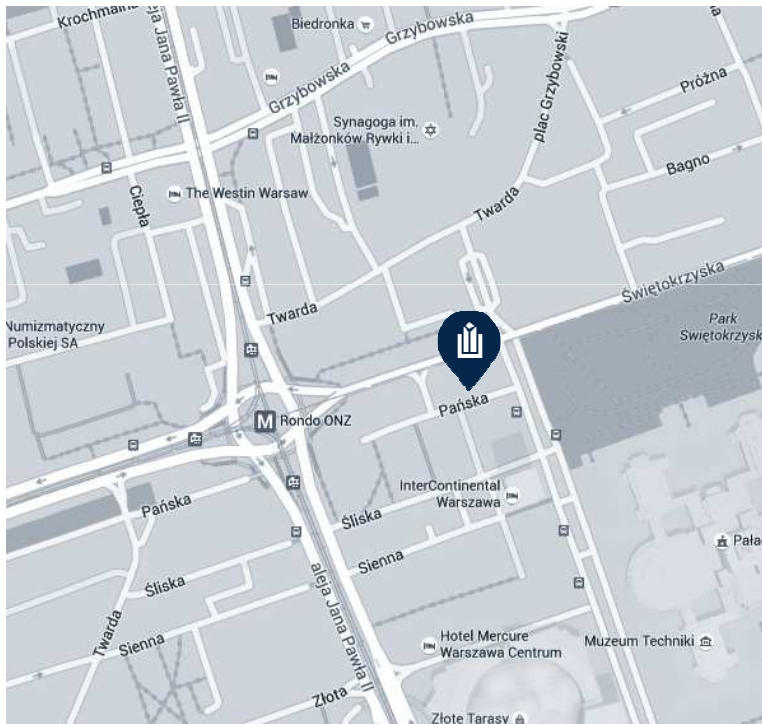 Krochmalna
Biedronka
Grzybowska
Grzybowska
aleja Jana Pawła II
plac Grzybowski
Próżna
Synagoga im.
Małżonków Rywki i...
Bagno
Ciepła
The Westin Warsaw
Twarda
Świętokrzyska
Twarda
Numizmatyczny
Polskiej SA
Park
Świętokrzysk
Pańska
M
Rondo ONZ
InterContinental
Warszawa
Pańska
Śliska
Sienna
Pała
Śliska
aleja Jana Pawła II
Twarda
Sienna
Hotel Mercure
Warszawa Centrum
Muzeum Techniki
Złota
Złote Tarasy